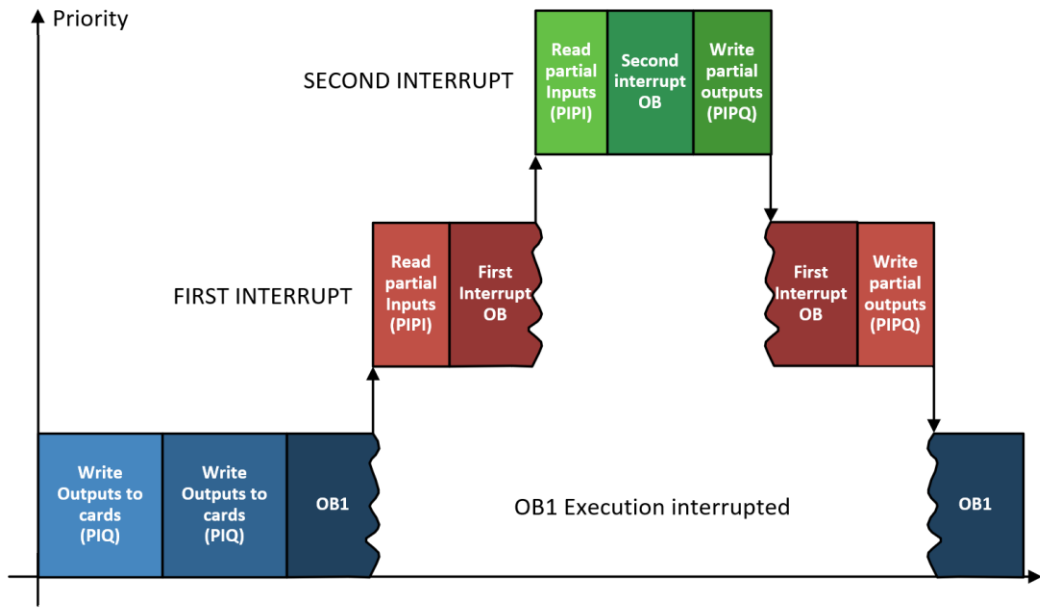 Priority
SECOND INTERRUPT
Read
partial
Inputs
(PIPI)
Second
interrupt
OB
Write
partial
outputs
(PIPQ)
FIRST INTERRUPT
Read
partial
Inputs
(PIPI)
First
Interrupt
OB
First
Interrupt
OB
Write
partial
outputs
(PIPQ)
Write
Outputs to
cards
(PIQ)
Write
Outputs to
cards
(PIQ)
OB1
OB1 Execution interrupted
OB1